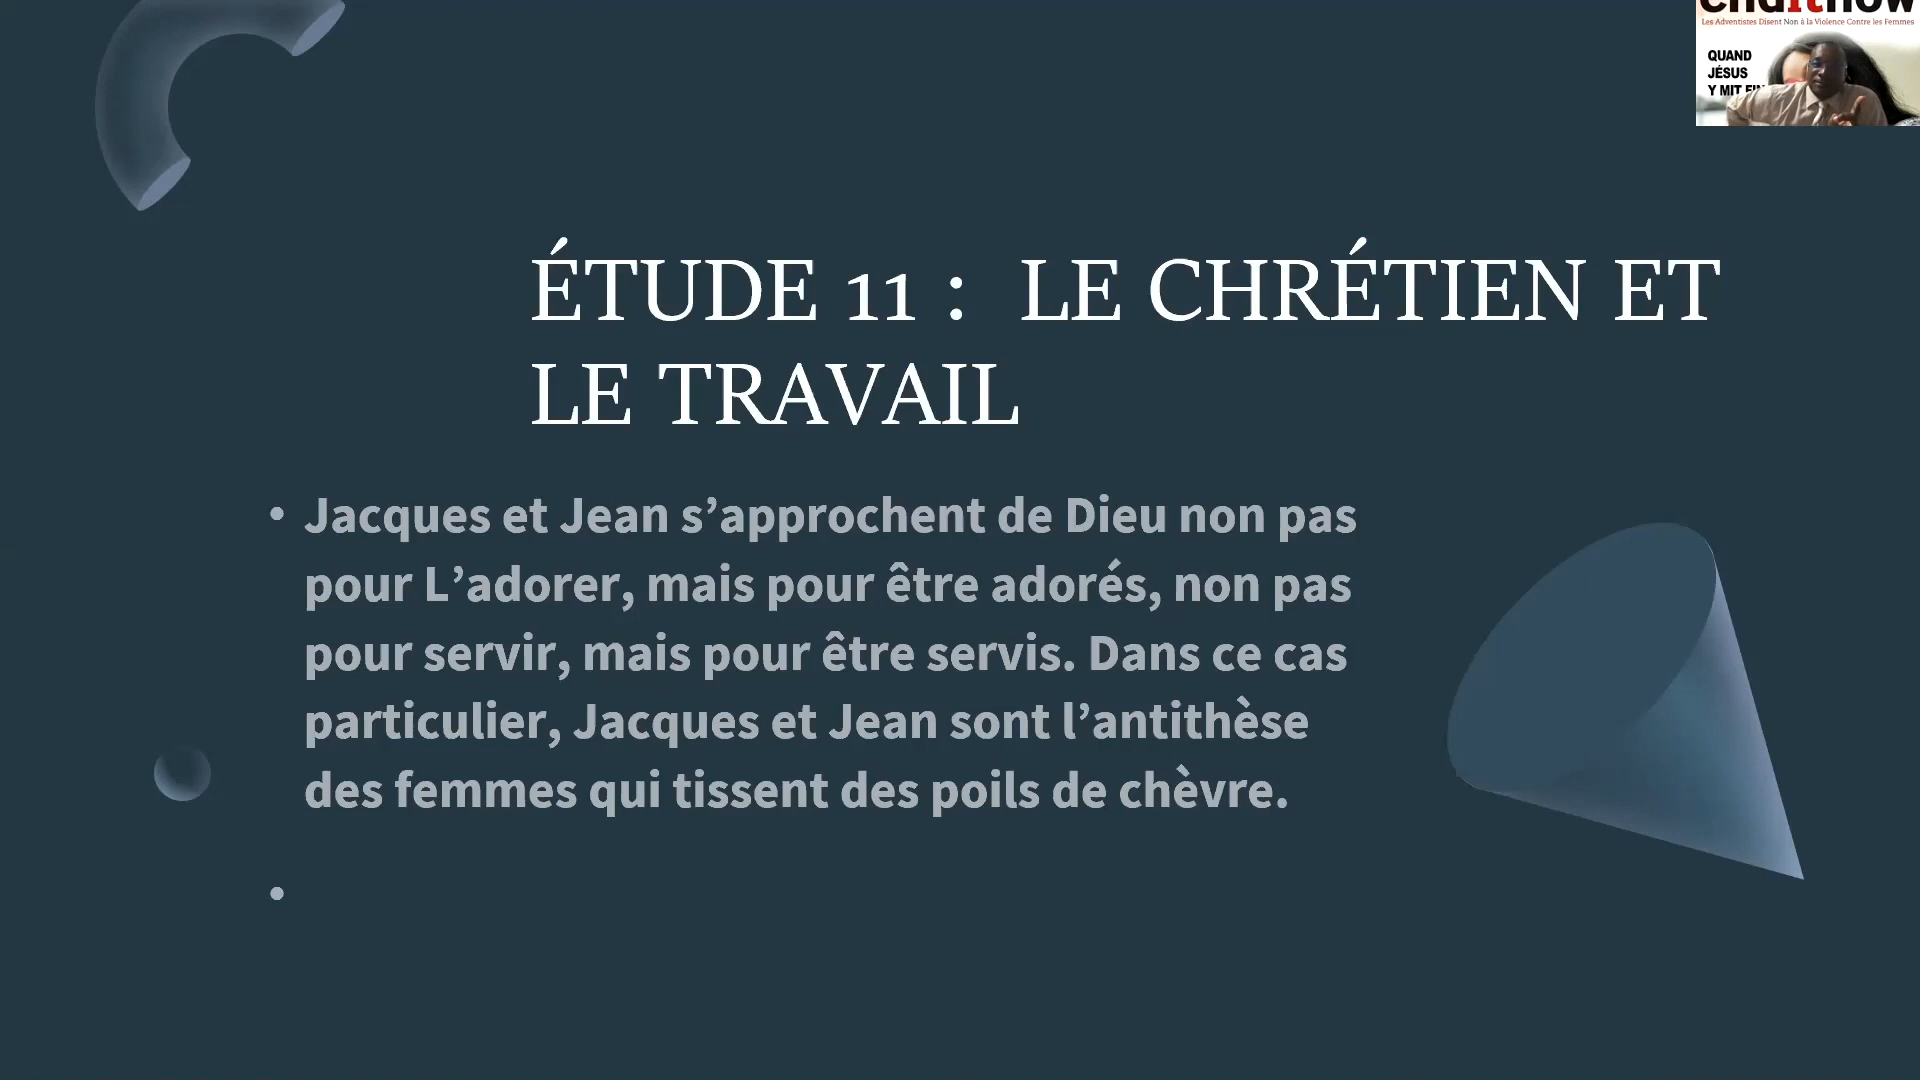 enditnow
Les Adventistes Disent Non à la Violence Contre les Femmes
QUAND
JÉSUS
Y MIT FIN
ÉTUDE 11 : LE CHRÉTIEN ET
LE TRAVAIL
• Jacques et Jean s’approchent de Dieu non pas
pour L’adorer, mais pour être adorés, non pas
pour servir, mais pour être servis. Dans ce cas
particulier, Jacques et Jean sont l’antithèse
des femmes qui tissent des poils de chèvre.
•